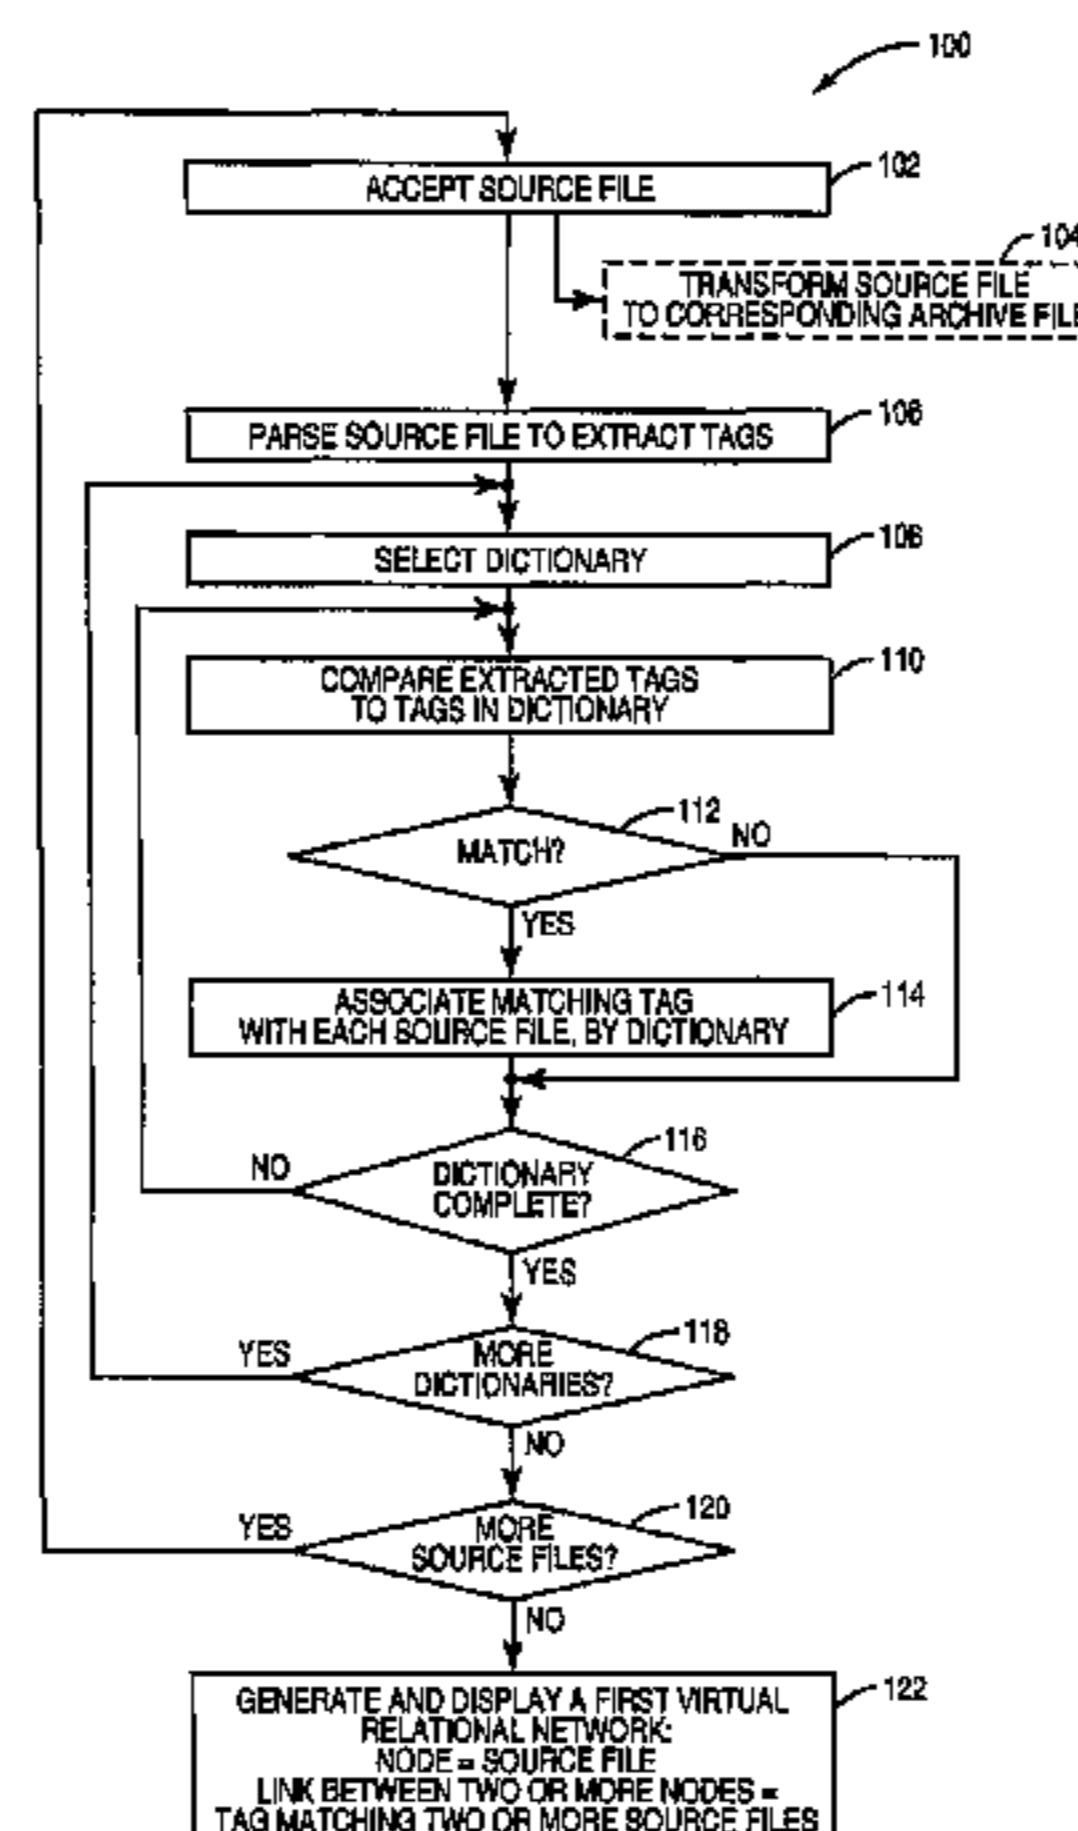 100
102
ACCEPT SOURCE FILE
104
TRANSFORM SOURCE FILE
TO CORRESPONDING ARCHIVE FILE
106
PARSE SOURCE FILE TO EXTRACT TAGS
108
SELECT DICTIONARY
110
COMPARE EXTRACTED TAGS
TO TAGS IN DICTIONARY
112
MATCH?
NO
YES
114
ASSOCIATE MATCHING TAG
WITH EACH SOURCE FILE, BY DICTIONARY
116
NO
DICTIONARY
COMPLETE?
YES
118
YES
MORE
DICTIONARIES?
NO
120
YES
MORE
SOURCE FILES?
NO
122
GENERATE AND DISPLAY A FIRST VIRTUAL
RELATIONAL NETWORK:
NODE = SOURCE FILE
LINK BETWEEN TWO OR MORE NODES =
TAG MATCHING TWO OR MORE SOURCE FILES